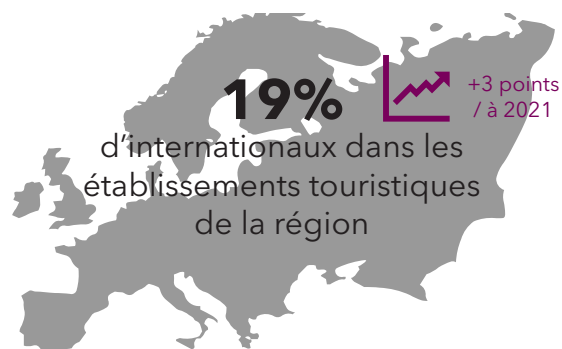 19%
+3 points
/ à 2021
d'internationaux dans les
établissements touristiques
de la région